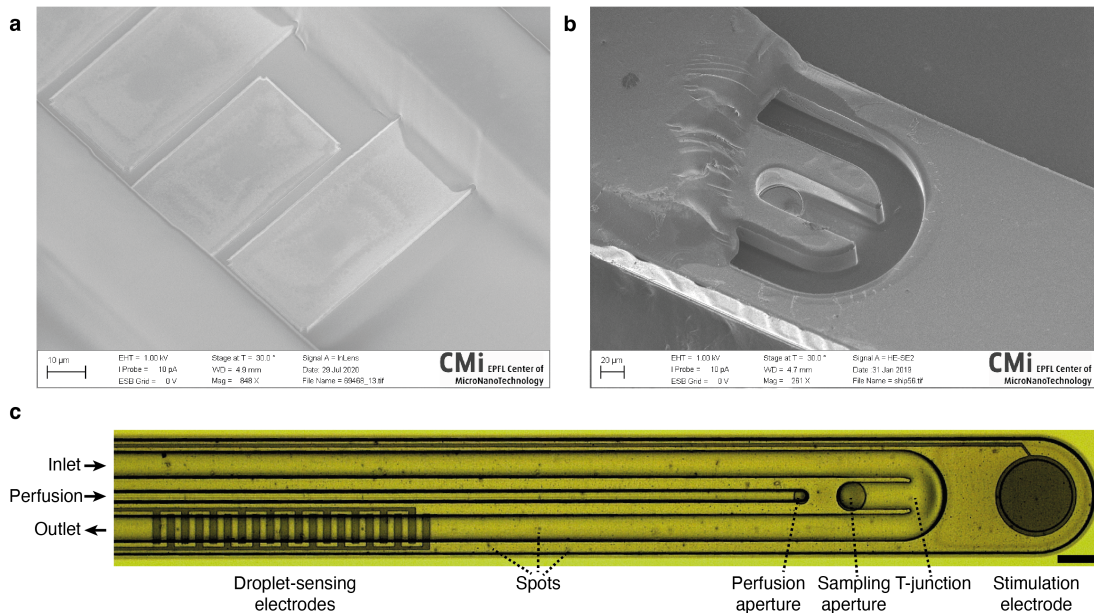 a
b
10 µm
EHT = 1.00 kV
I Probe = 10 pA
ESB Grid = 0 V
Stage at T = 30.0 °
WD = 4.9 mm
Mag = 848 X
Signal A = InLens
Date: 29 Jul 2020
File Name = 69468_13.tif
CMi EPFL Center of
MicroNanoTechnology
20 µm
EHT = 1.00 kV
I Probe = 10 pA
ESB Grid = 0 V
Stage at T = 30.0 °
WD = 4.7 mm
Mag = 261 X
Signal A = HE-SE2
Date :31 Jan 2019
File Name = ship56.tif
CMi EPFL Center of
MicroNanoTechnology
c
Inlet
Perfusion
Outlet
Droplet-sensing
electrodes
Spots
Perfusion
aperture
Sampling
aperture
T-junction
Stimulation
electrode